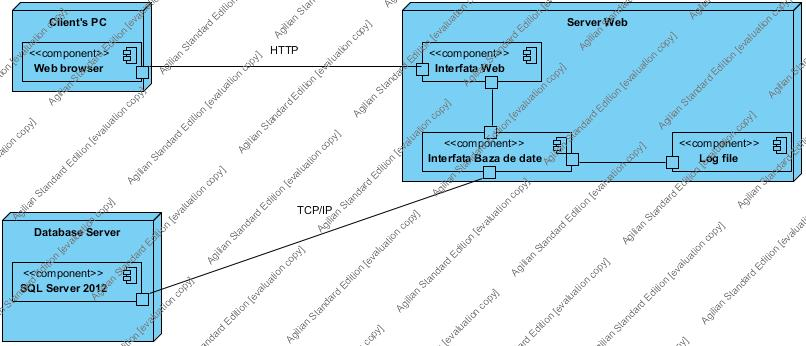 Client's PC
<<component>>
Web browser
HTTP
Server Web
<<component>>
Interfata Web
<<component>>
Interfata Baza de date
<<component>>
Log file
TCP/IP
Database Server
<<component>>
SQL Server 2012
Agilian Standard Edition [evaluation copy]